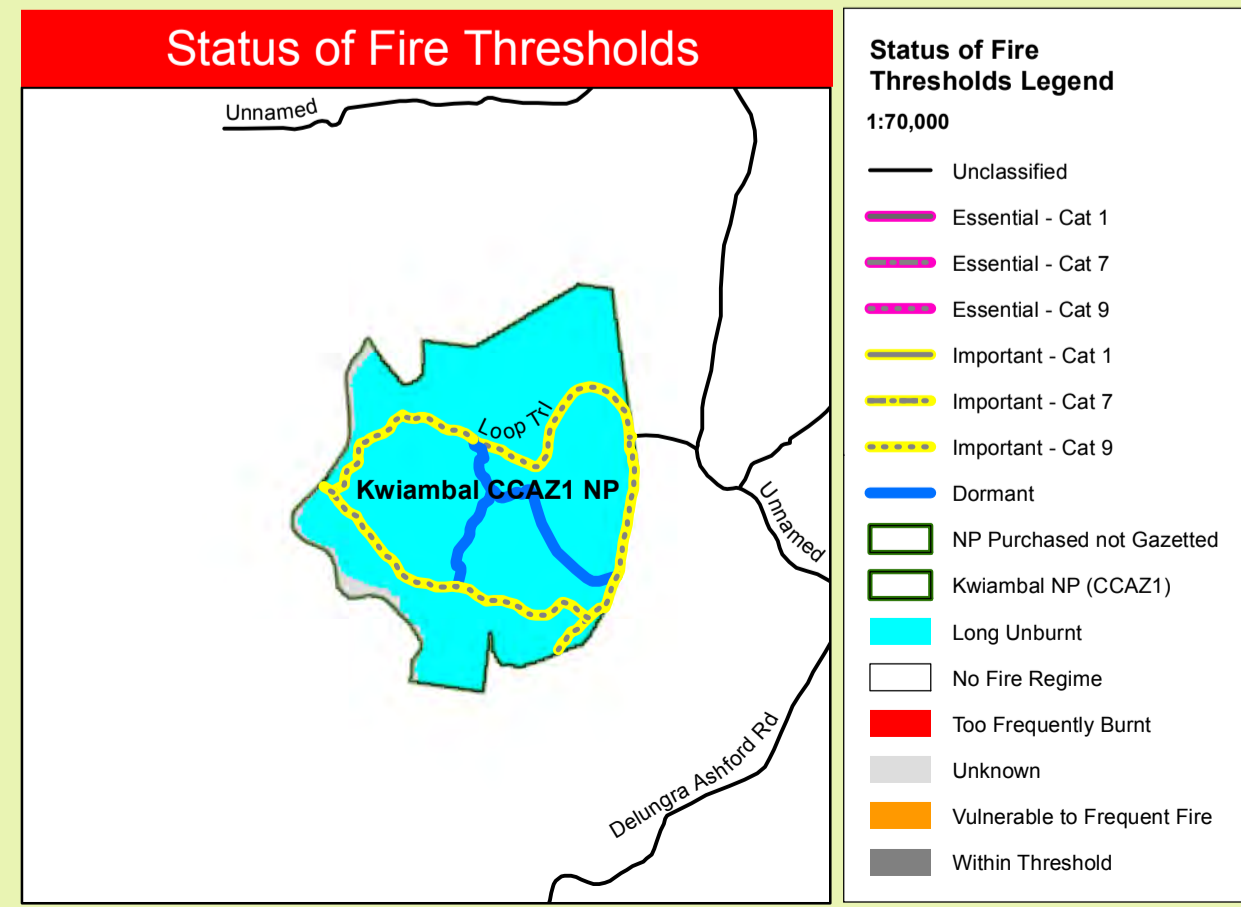 Status of Fire Thresholds
Unnamed
Loop Trl
Kwiambal CCAZ1 NP
Unnamed
Delungra Ashford Rd
Status of Fire
Thresholds Legend
1:70,000
Unclassified
Essential - Cat 1
Essential - Cat 7
Essential - Cat 9
Important - Cat 1
Important - Cat 7
Important - Cat 9
Dormant
NP Purchased not Gazetted
Kwiambal NP (CCAZ1)
Long Unburnt
No Fire Regime
Too Frequently Burnt
Unknown
Vulnerable to Frequent Fire
Within Threshold